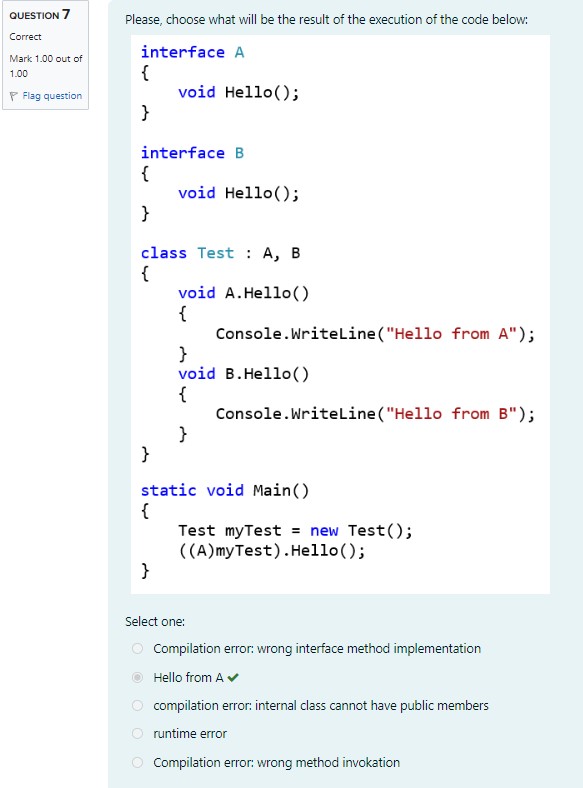 QUESTION 7
Correct
Mark 1.00 out of
1.00
Flag question
Please, choose what will be the result of the execution of the code below:
interface A
{
    void Hello();
}
interface B
{
    void Hello();
}
class Test : A, B
{
    void A.Hello()
    {
        Console.WriteLine("Hello from A");
    }
    void B.Hello()
    {
        Console.WriteLine("Hello from B");
    }
}
static void Main()
{
    Test myTest = new Test();
    ((A)myTest).Hello();
}
Select one:
Compilation error: wrong interface method implementation
Hello from A ✔
compilation error: internal class cannot have public members
runtime error
Compilation error: wrong method invokation